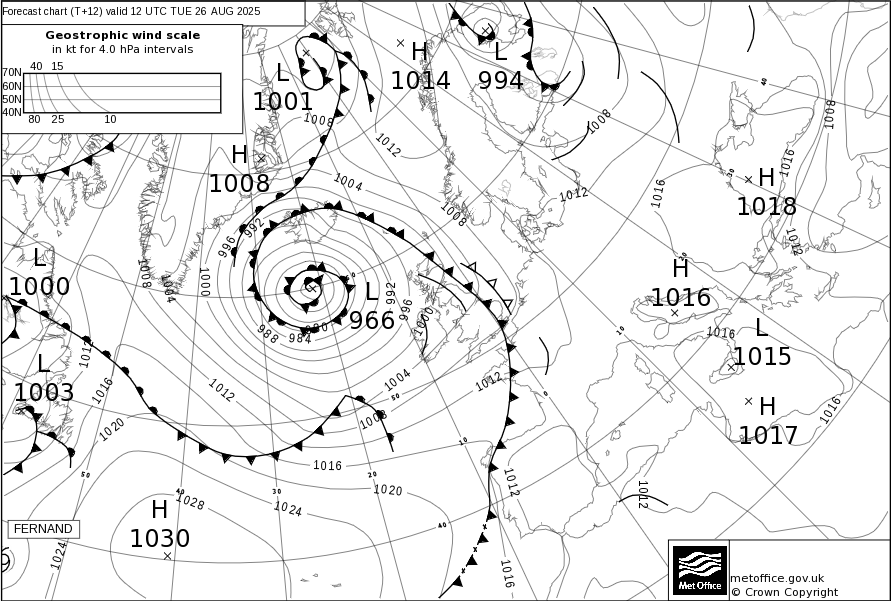 Forecast chart (T+12) valid 12 UTC TUE 26 AUG 2025
Geostrophic wind scale
in kt for 4.0 hPa intervals
40 15
70N
60N
50N
40N
80 25 10
L
1001
H
1014
L
994
H
1008
H
1018
L
1000
H
1016
L
966
L
1015
L
1003
H
1017
H
1030
FERNAND
1008
1012
1004
1008
1008
1012
1016
1016
1008
1012
996
992
1008
1004
1000
988
984
980
992
996
1000
1012
1016
1020
1012
1004
1008
1012
1016
1016
1016
1020
1024
1028
1024
1012
1012
1016
40
30
30
50
50
40
30
20
10
40
10
0
50
Met Office
metoffice.gov.uk
© Crown Copyright